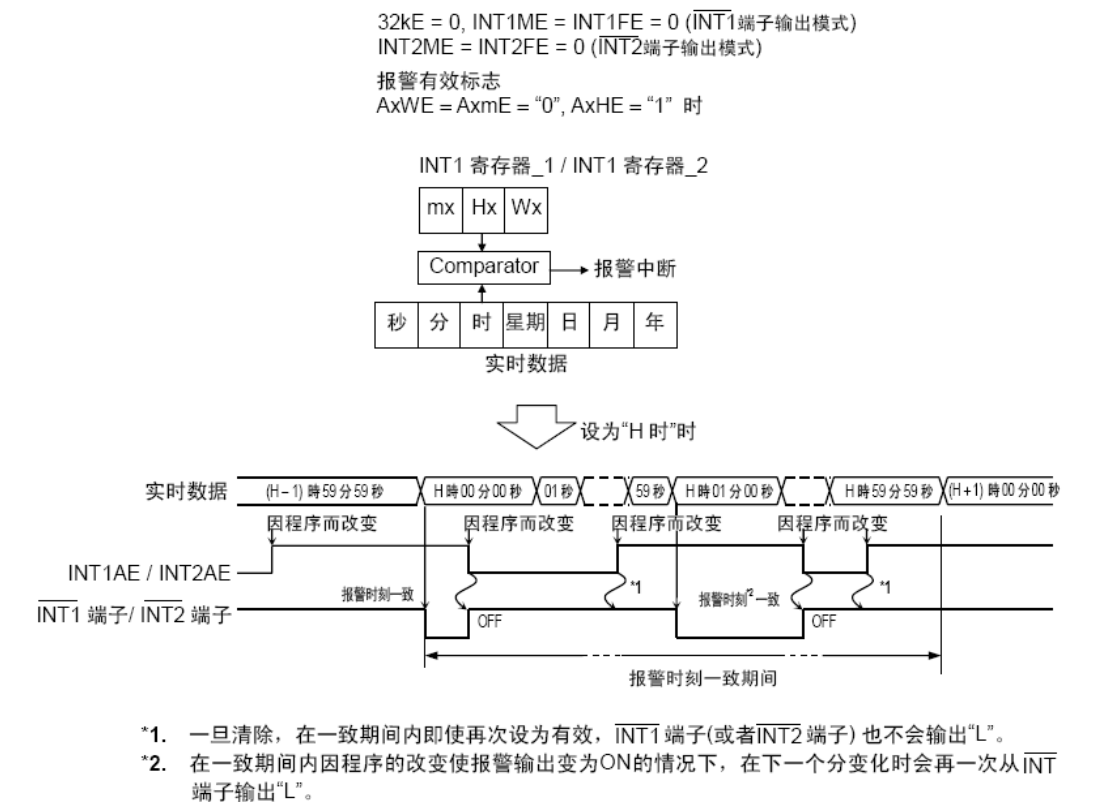 32kE = 0, INT1ME = INT1FE = 0 (INT1端子输出模式)
INT2ME = INT2FE = 0 (INT2端子输出模式)
报警有效标志
AxWE = AxmE = “0”, AxHE = “1” 时
INT1 寄存器_1 / INT1 寄存器_2
mx Hx Wx
Comparator
报警中断
秒 分 时 星期 日 月 年
实时数据
设为“H 时”时
实时数据
(H−1) 時59分59秒
H時00分00秒
01秒
59秒
H時01分00秒
H時59分59秒
(H+1) 時00分00秒
因程序而改变 因程序而改变 因程序而改变 因程序而改变
INT1AE / INT2AE
*1
*1
报警时刻一致
报警时刻*2一致
INT1 端子/ INT2 端子
OFF
OFF
报警时刻一致期间
*1. 一旦清除，在一致期间内即使再次设为有效，INT1 端子(或者INT2 端子) 也不会输出“L”。
*2. 在一致期间内因程序的改变使报警输出变为ON的情况下，在下一个分变化时会再一次从INT
端子输出“L”。